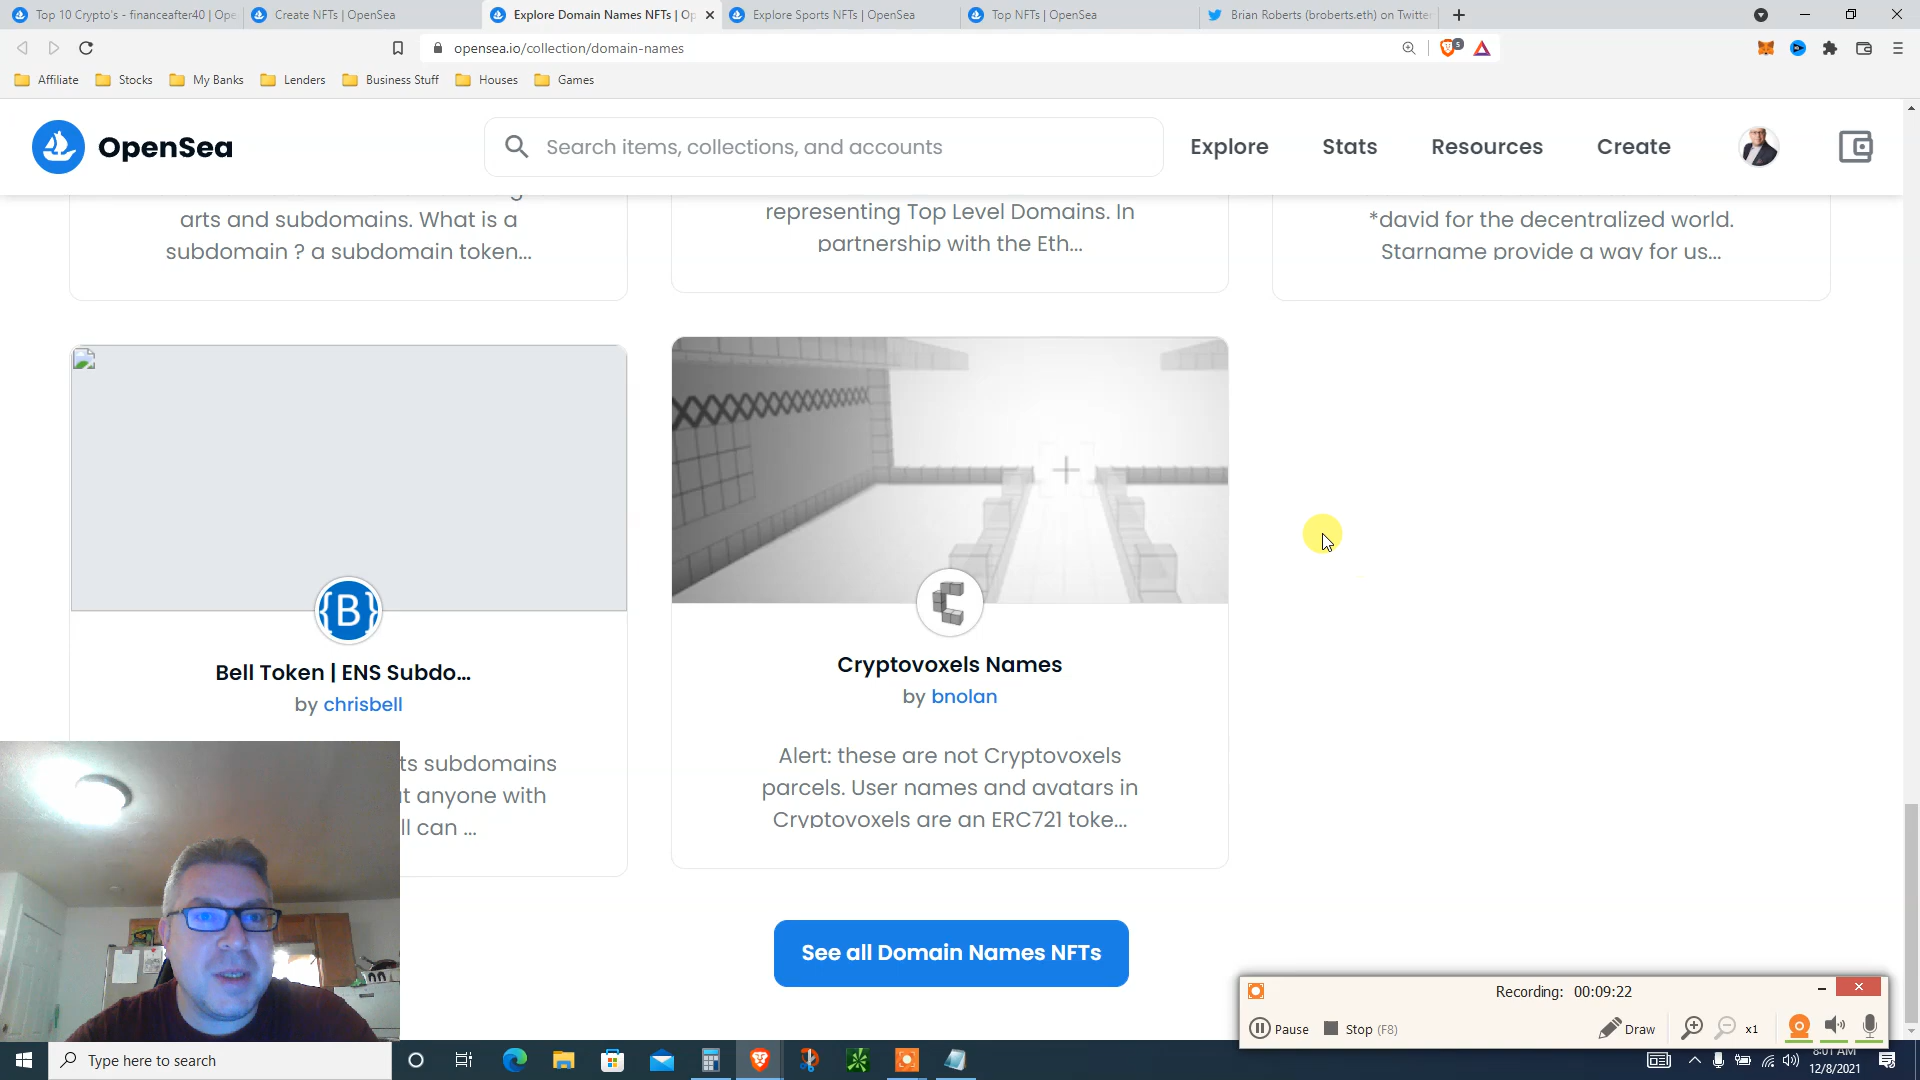 Top 10 Crypto's - financeafter40 | Ope
Create NFTs | OpenSea
Explore Domain Names NFTs | Op
Explore Sports NFTs | OpenSea
Top NFTs | OpenSea
Brian Roberts (broberts.eth) on Twitte
opensea.io/collection/domain-names
5
Affiliate
Stocks
My Banks
Lenders
Business Stuff
Houses
Games
OpenSea
Search items, collections, and accounts
Explore
Stats
Resources
Create
arts and subdomains. What is a
subdomain ? a subdomain token...
representing Top Level Domains. In
partnership with the Eth...
*david for the decentralized world.
Starname provide a way for us...
{B}
Bell Token | ENS Subdo...
by chrisbell
ts subdomains
t anyone with
ll can ...
Cryptovoxels Names
by bnolan
Alert: these are not Cryptovoxels
parcels. User names and avatars in
Cryptovoxels are an ERC721 toke...
See all Domain Names NFTs
Recording: 00:09:22
Pause
Stop (F8)
Draw
x1
Type here to search
8:01 AM
12/8/2021